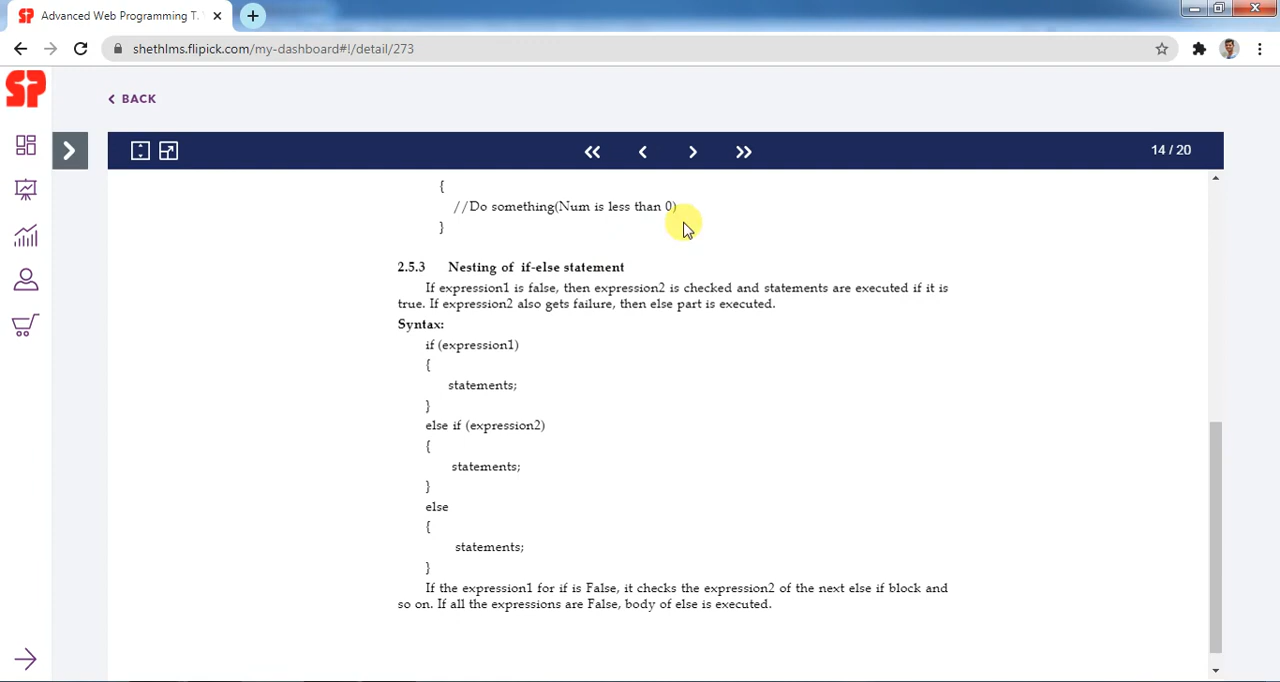 Advanced Web Programming T.
shethlms.flipick.com/my-dashboard#!/detail/273
SP
BACK
14 / 20
{
//Do something(Num is less than 0)
}
2.5.3 Nesting of if-else statement
If expression1 is false, then expression2 is checked and statements are executed if it is
true. If expression2 also gets failure, then else part is executed.
Syntax:
if (expression1)
{
statements;
}
else if (expression2)
{
statements;
}
else
{
statements;
}
If the expression1 for if is False, it checks the expression2 of the next else if block and
so on. If all the expressions are False, body of else is executed.